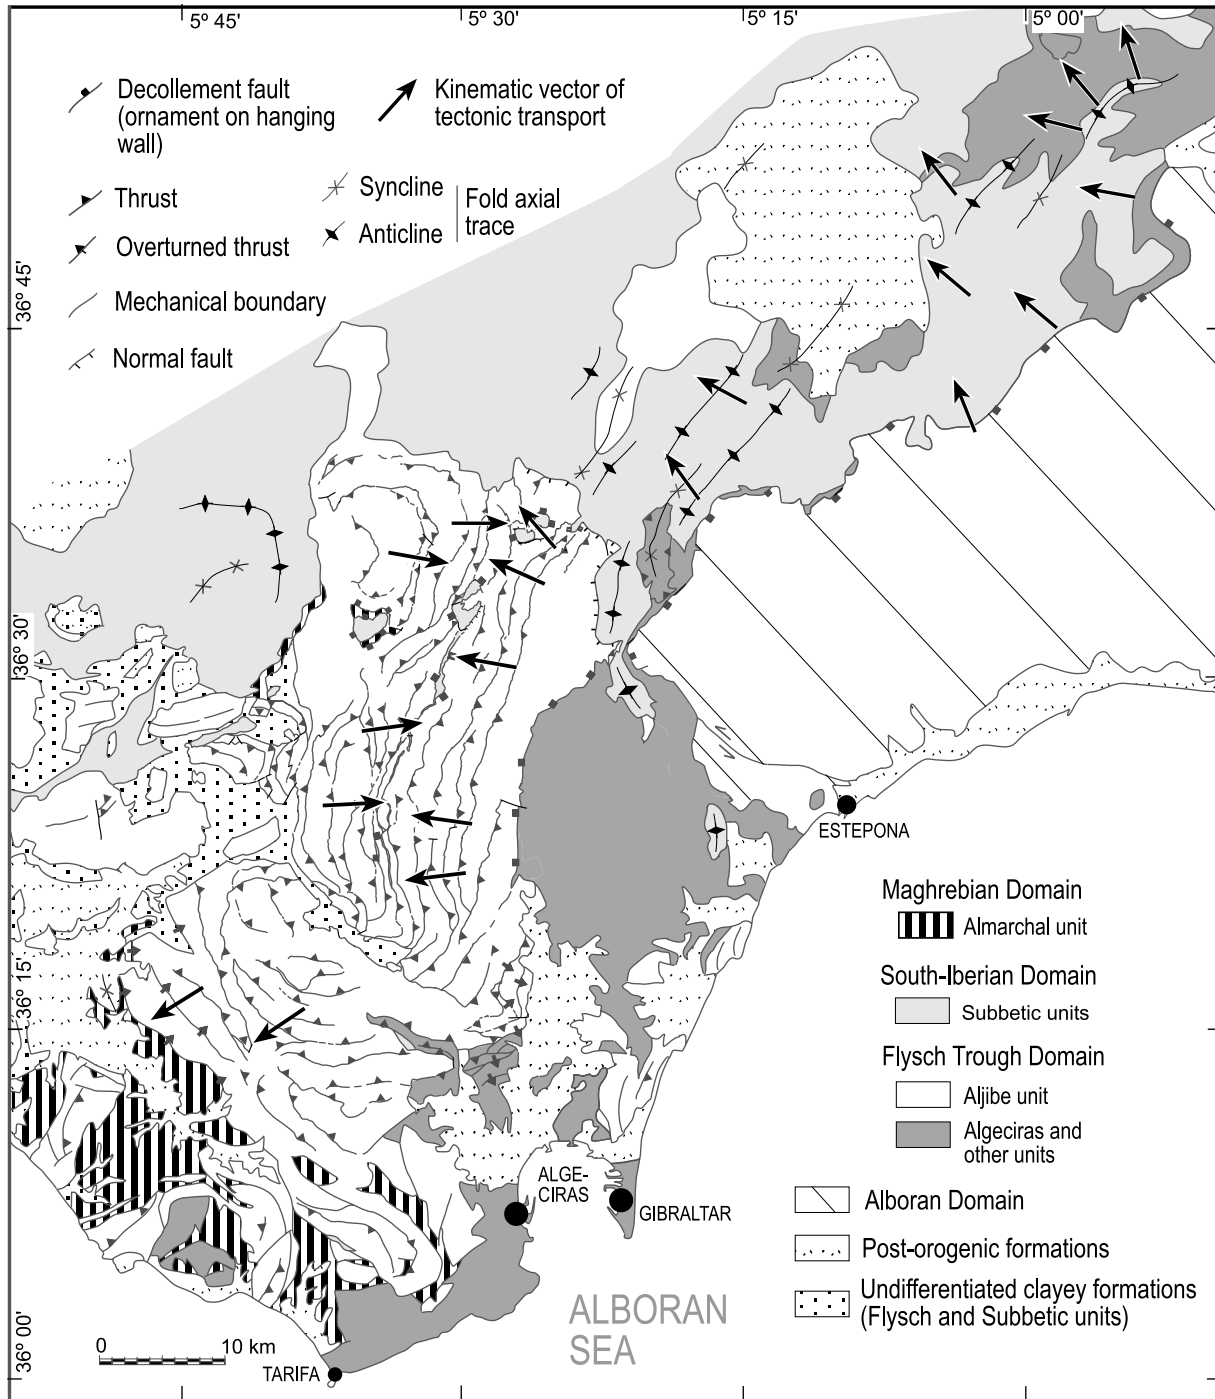 5º 45'
5º 30'
5º 15'
5º 00'
Decollement fault
(ornament on hanging
wall)
Kinematic vector of
tectonic transport
Thrust
Syncline
Overturned thrust
Anticline
Fold axial
trace
Mechanical boundary
Normal fault
36º 45'
36º 30'
36º 15'
36º 00'
ESTEPONA
Maghrebian Domain
Almarchal unit
South-Iberian Domain
Subbetic units
Flysch Trough Domain
Aljibe unit
Algeciras and
other units
Alboran Domain
Post-orogenic formations
Undifferentiated clayey formations
(Flysch and Subbetic units)
ALGE-
CIRAS
GIBRALTAR
ALBORAN
SEA
0
10 km
TARIFA